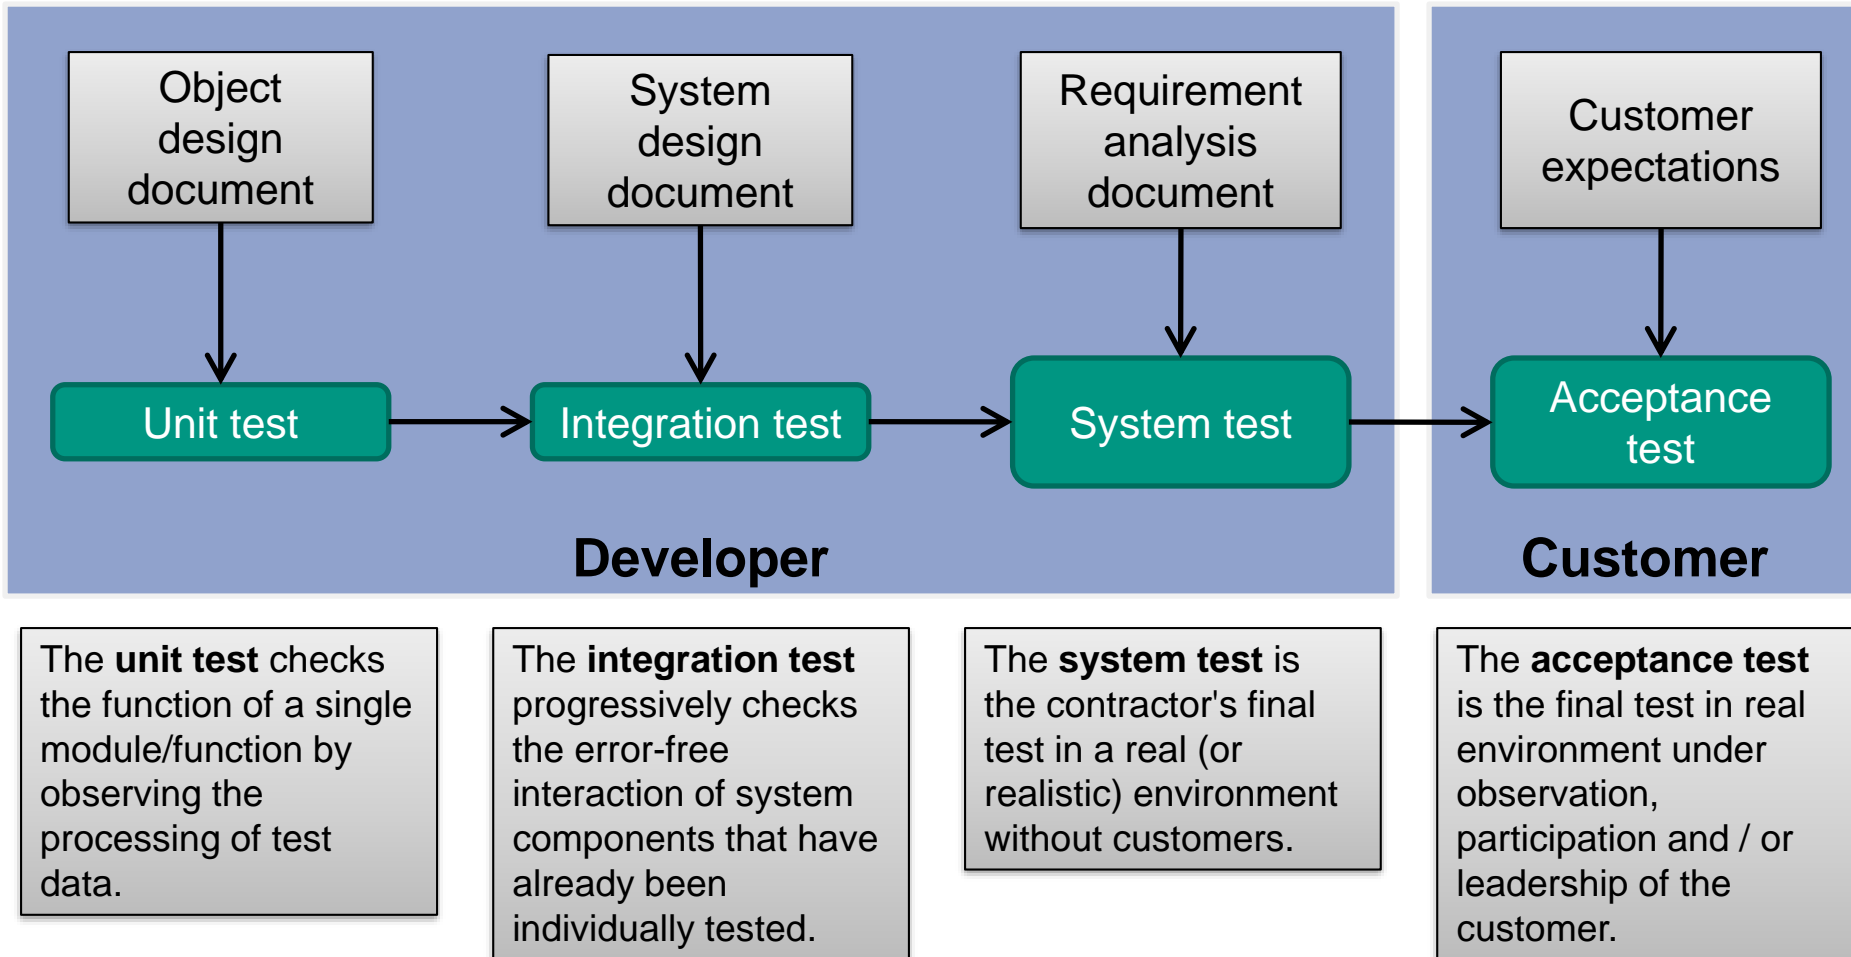 Object
design
document
System
design
document
Requirement
analysis
document
Customer
expectations
Unit test
Integration test
System test
Acceptance
test
Developer
Customer
The unit test checks
the function of a single
module/function by
observing the
processing of test
data.
The integration test
progressively checks
the error-free
interaction of system
components that have
already been
individually tested.
The system test is
the contractor's final
test in a real (or
realistic) environment
without customers.
The acceptance test
is the final test in real
environment under
observation,
participation and / or
leadership of the
customer.